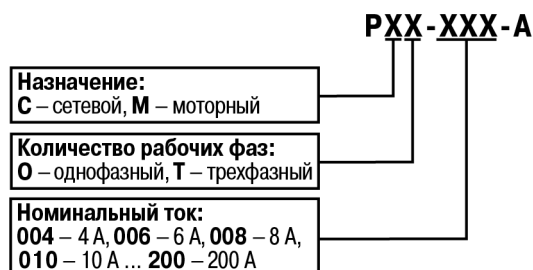 РХХ-ХХХ-А
Назначение:
С – сетевой, М – моторный
Количество рабочих фаз:
О – однофазный, Т – трехфазный
Номинальный ток:
004 – 4 А, 006 – 6 А, 008 – 8 А,
010 – 10 А ... 200 – 200 А